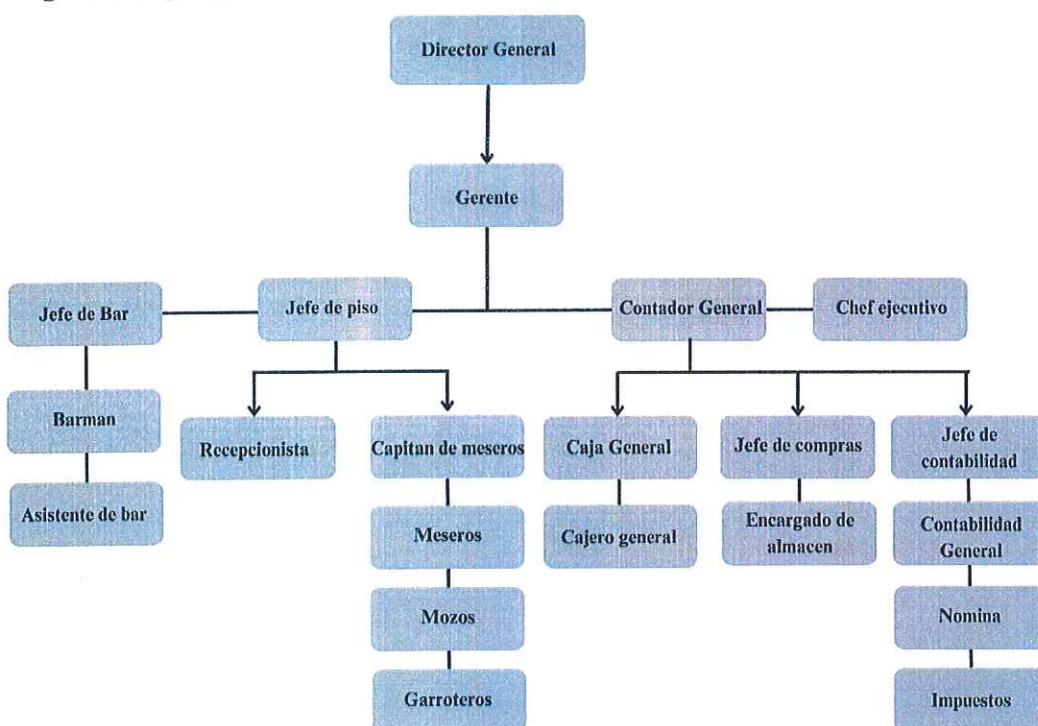 Director General
Gerente
Jefe de Bar
Jefe de piso
Contador General
Chef ejecutivo
Barman
Recepcionista
Capitan de meseros
Caja General
Jefe de compras
Jefe de
contabilidad
Asistente de bar
Meseros
Cajero general
Encargado de
almacen
Contabilidad
General
Mozos
Nomina
Garroteros
Impuestos